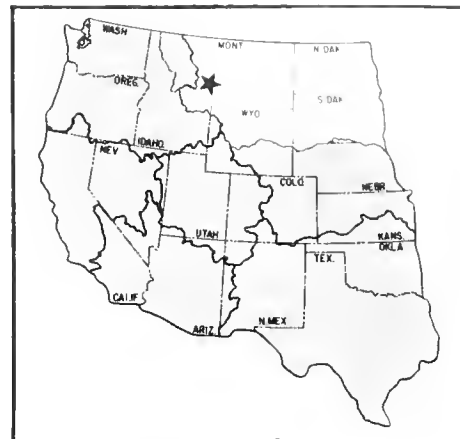 WASH
MONT
N. DAK
OREG.
S. DAK
WYO
IDAHO
NEV
COLO.
NEBR
UTAH
KANS.
OKLA
TEX.
CALIF.
N.MEX
ARIZ.